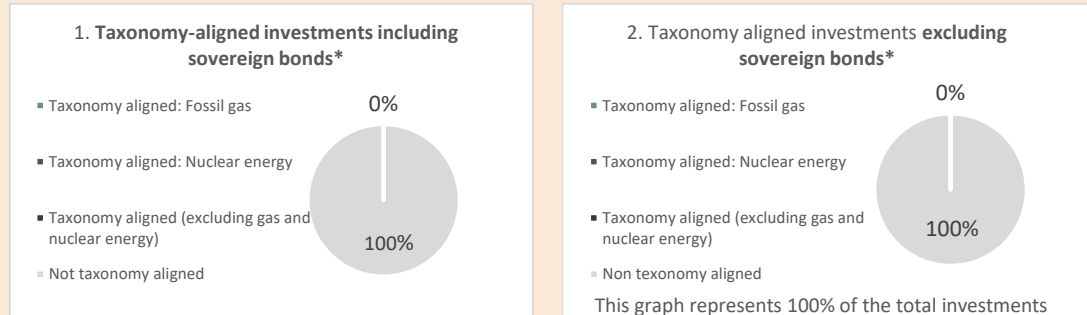 1. Taxonomy-aligned investments including
sovereign bonds*
Taxonomy aligned: Fossil gas
Taxonomy aligned: Nuclear energy
Taxonomy aligned (excluding gas and
nuclear energy)
Not taxonomy aligned
0%
100%
2. Taxonomy aligned investments excluding
sovereign bonds*
Taxonomy aligned: Fossil gas
Taxonomy aligned: Nuclear energy
Taxonomy aligned (excluding gas and
nuclear energy)
Non texonomy aligned
0%
100%
This graph represents 100% of the total investments